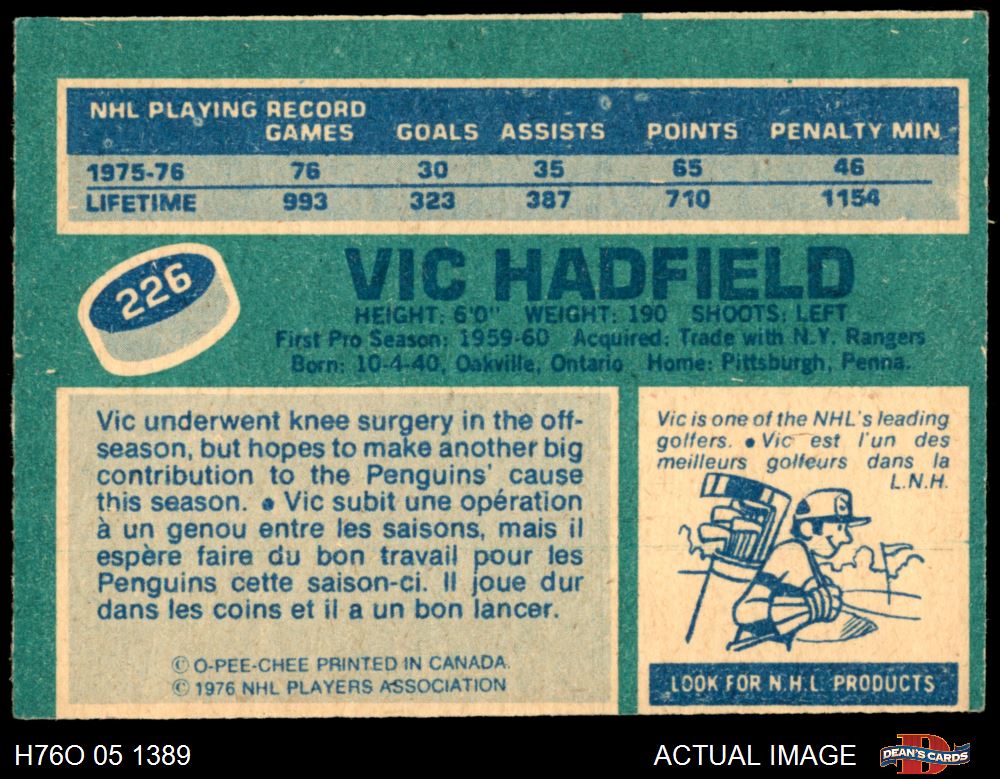 NHL PLAYING RECORD
GAMES GOALS ASSISTS POINTS PENALTY MIN.
1975-76 76 30 35 65 46
LIFETIME 993 323 387 710 1154
226
VIC HADFIELD
HEIGHT: 6'0" WEIGHT: 190 SHOOTS: LEFT
First Pro Season: 1959-60 Acquired: Trade with N.Y. Rangers
Born: 10-4-40, Oakville, Ontario Home: Pittsburgh, Penna.
Vic underwent knee surgery in the off-
season, but hopes to make another big
contribution to the Penguins' cause
this season. • Vic subit une opération
à un genou entre les saisons, mais il
espère faire du bon travail pour les
Penguins cette saison-ci. Il joue dur
dans les coins et il a un bon lancer.
© O-PEE-CHEE PRINTED IN CANADA.
© 1976 NHL PLAYERS ASSOCIATION
Vic is one of the NHL's leading
golfers. • Vic est l'un des
meilleurs golfeurs dans la
L.N.H.
LOOK FOR N.H.L. PRODUCTS
H76O 05 1389
ACTUAL IMAGE
DEAN'S CARDS